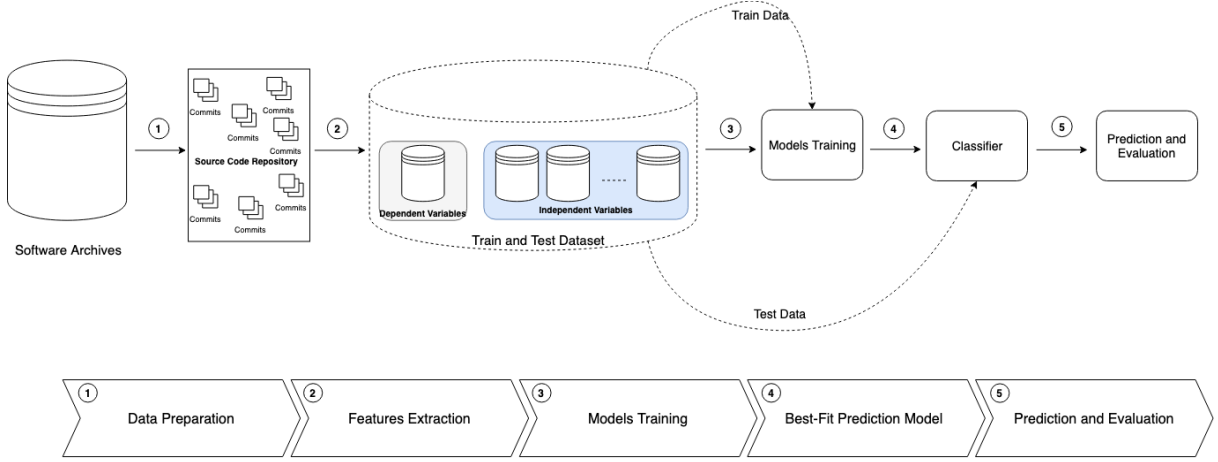 Train Data
1
2
3
4
5
Commits
Commits
Commits
Commits
Source Code Repository
Commits
Commits
Commits
Models Training
Classifier
Prediction and
Evaluation
Dependent Variables
Independent Variables
Software Archives
Train and Test Dataset
Test Data
1
Data Preparation
2
Features Extraction
3
Models Training
4
Best-Fit Prediction Model
5
Prediction and Evaluation